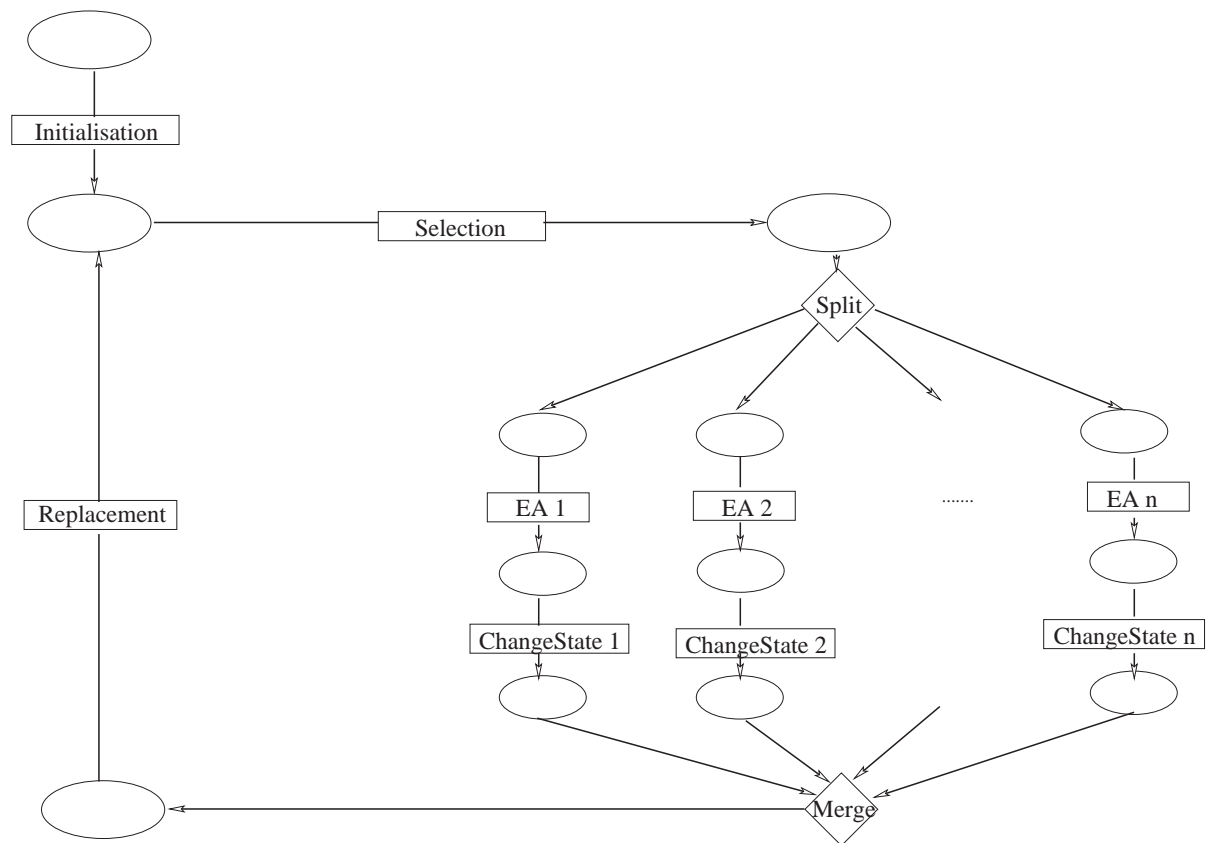 Initialisation
Selection
Split
EA 1
EA 2
.......
EA n
Replacement
ChangeState 1
ChangeState 2
ChangeState n
Merge